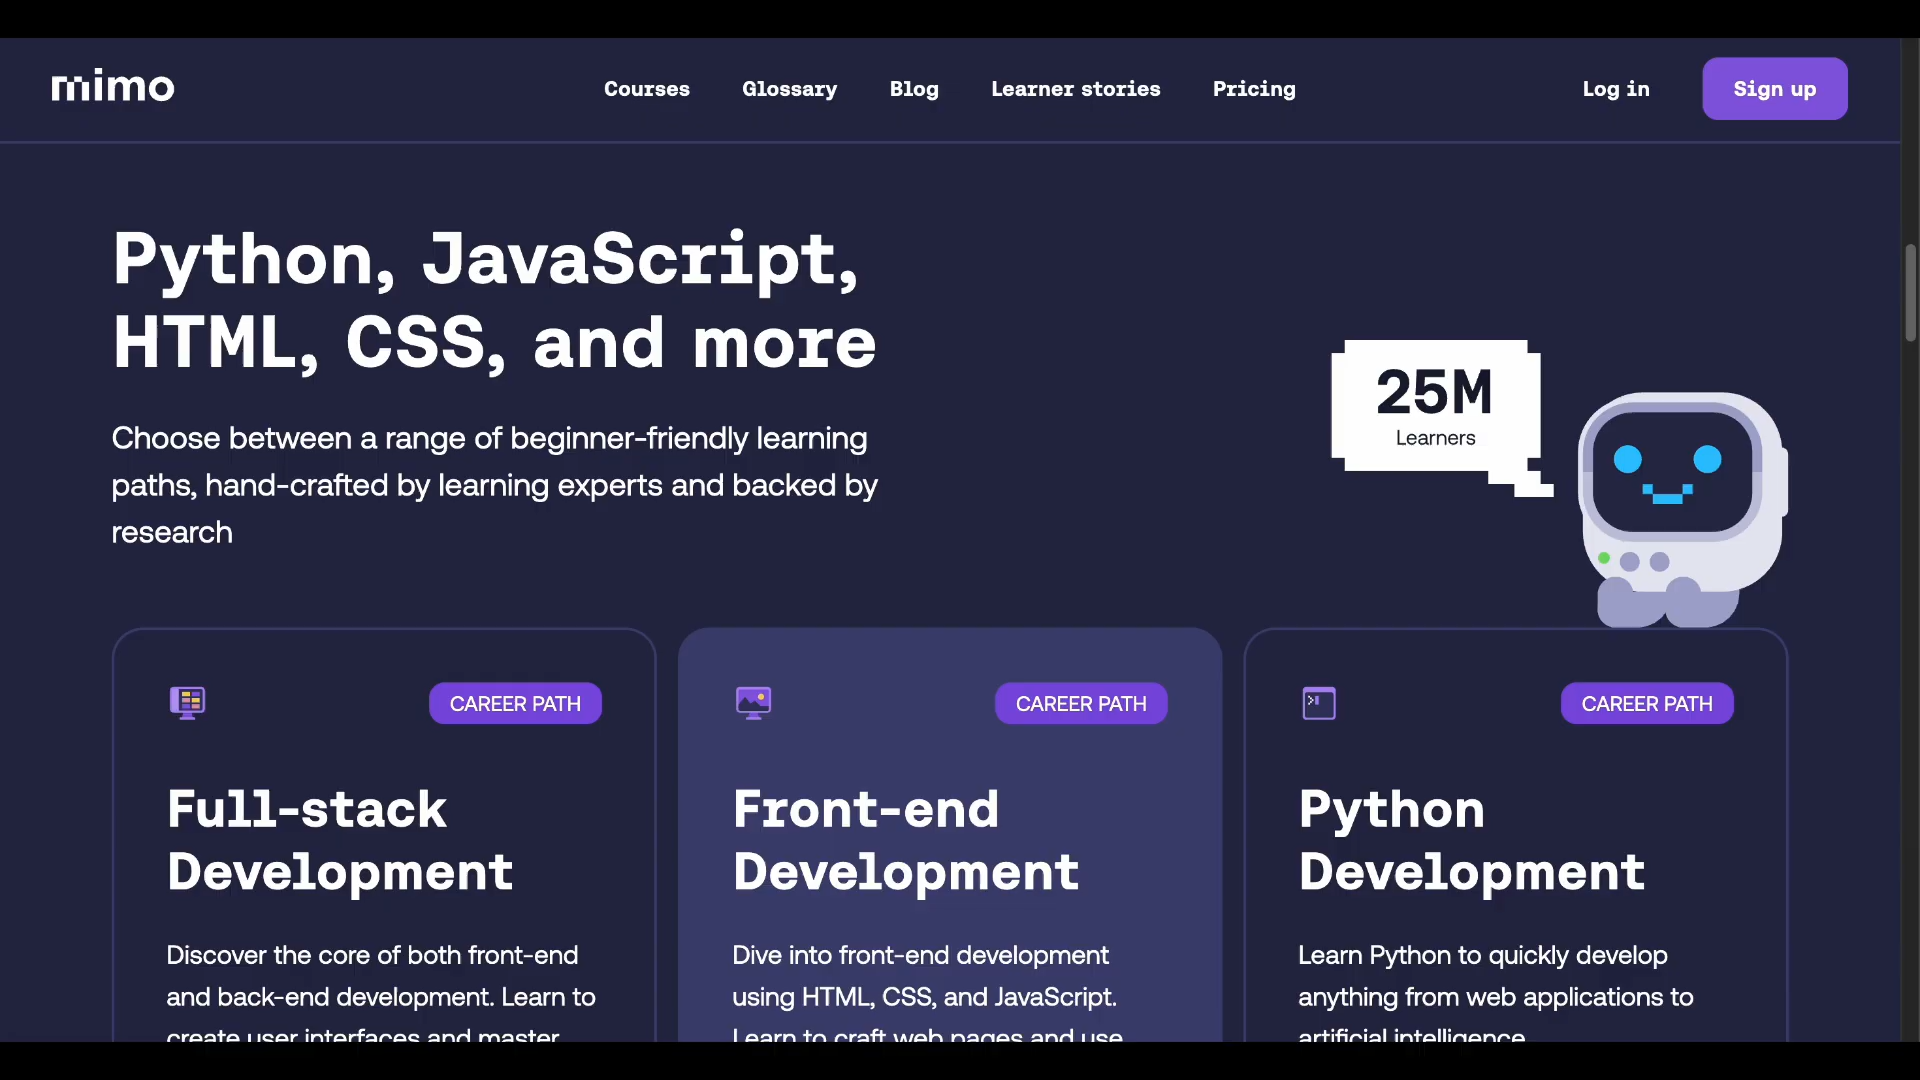 mimo
Courses
Glossary
Blog
Learner stories
Pricing
Log in
Sign up
Python, JavaScript,
HTML, CSS, and more
Choose between a range of beginner-friendly learning
paths, hand-crafted by learning experts and backed by
research
25M
Learners
CAREER PATH
Full-stack
Development
Discover the core of both front-end
and back-end development. Learn to
create user interfaces and master
CAREER PATH
Front-end
Development
Dive into front-end development
using HTML, CSS, and JavaScript.
Learn to craft web pages and use
CAREER PATH
Python
Development
Learn Python to quickly develop
anything from web applications to
artificial intelligence